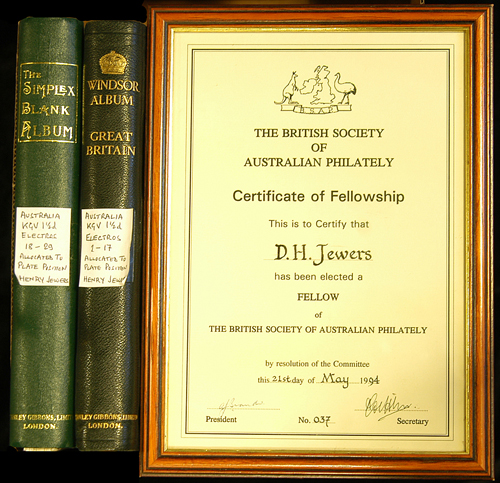 THE
SIMPLEX
BLANK
ALBUM
AUSTRALIA
KGV 1½d
ELECTROS
18 - 29
ALLOCATED TO
PLATE POSITION
HENRY JEWERS
LONDON.
WINDSOR
ALBUM
GREAT
BRITAIN
AUSTRALIA
KGV 1½d
ELECTROS
1 - 17
ALLOCATED TO
PLATE POSITION
HENRY JEW
LEY GIBBONS, LIMITED
LONDON.
B.S.A.P.
THE BRITISH SOCIETY
OF
AUSTRALIAN PHILATELY
Certificate of Fellowship
This is to Certify that
D.H. Jewers
has been elected a
FELLOW
of
THE BRITISH SOCIETY OF AUSTRALIAN PHILATELY
by resolution of the Committee
this 21st day of May 1994
President No. 037 Secretary